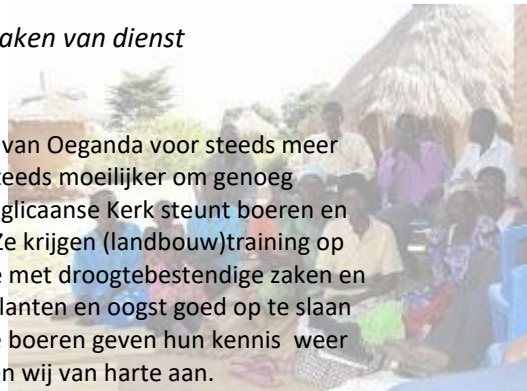 aken van dienst
van Oeganda voor steeds meer
teeds moeilijker om genoeg
glicaanse Kerk steunt boeren en
Ze krijgen (landbouw)training op
e met droogtebestendige zaken en
lanten en oogst goed op te slaan
e boeren geven hun kennis weer
en wij van harte aan.